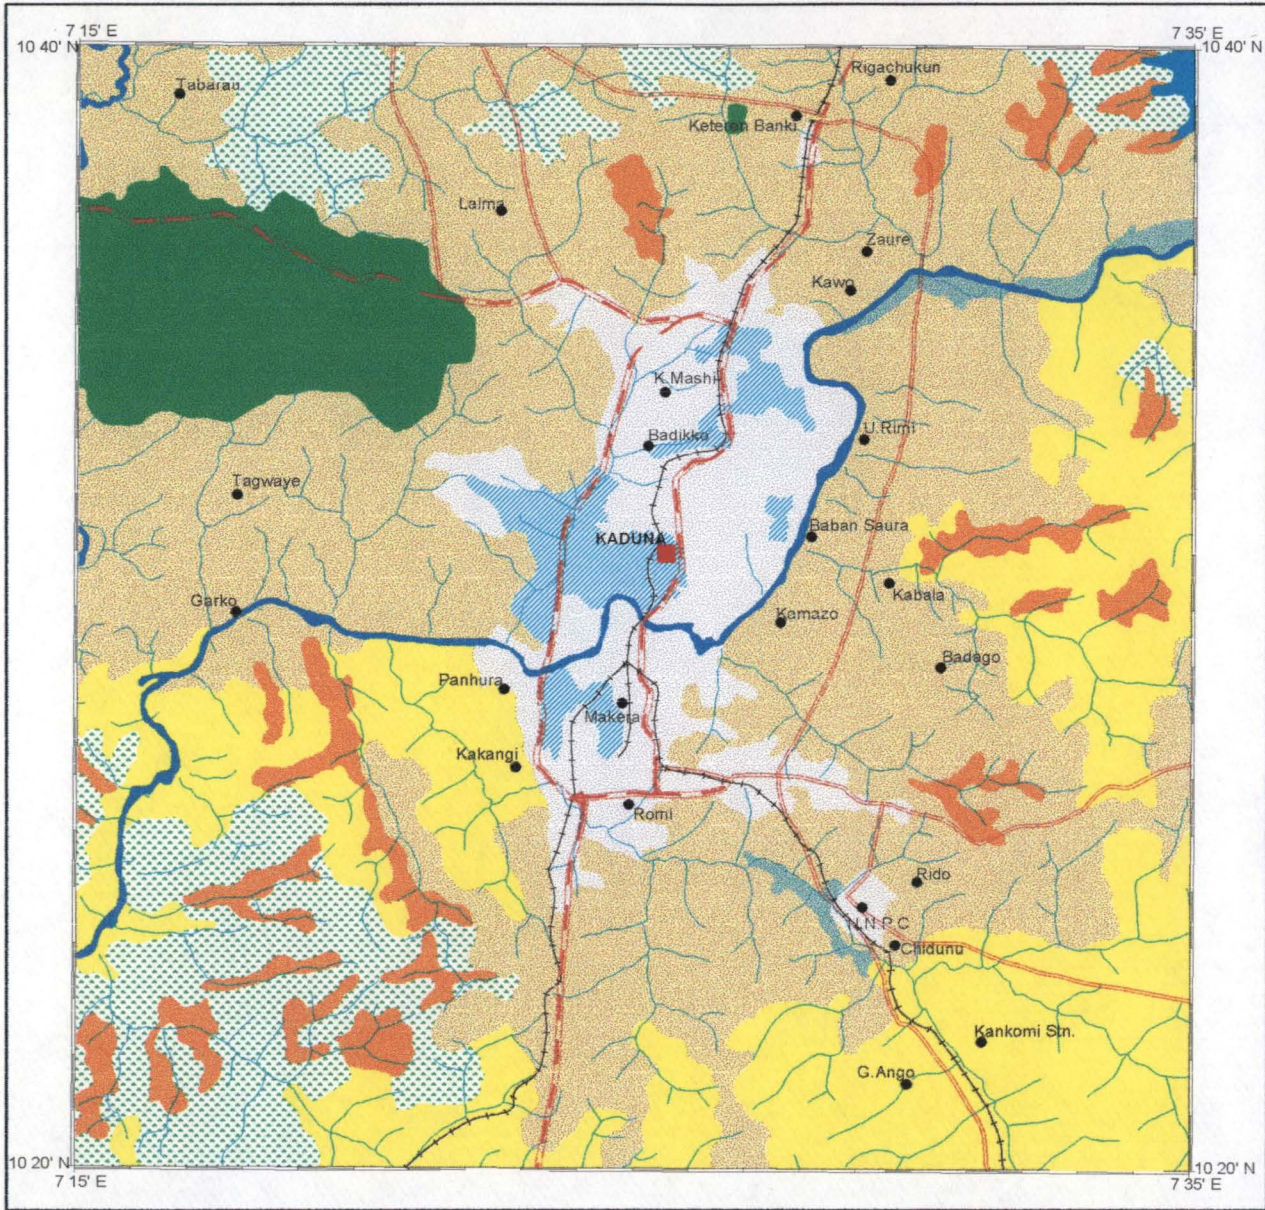 7 15' E
7 35' E
10 40' N
10 40' N
Rigachukun
Tabarau
Keteren Banki
Lalma
Zaure
Kawo
K.Mashi
U.Rimi
Badikko
Tagwaye
Baban Saura
KADUNA
Kabala
Garko
Kamazo
Badago
Panhura
Makera
Kakangi
Romi
Rido
N.N.P.C
Chidunu
Kankomi Stn.
G.Ango
10 20' N
10 20' N
7 15' E
7 35' E